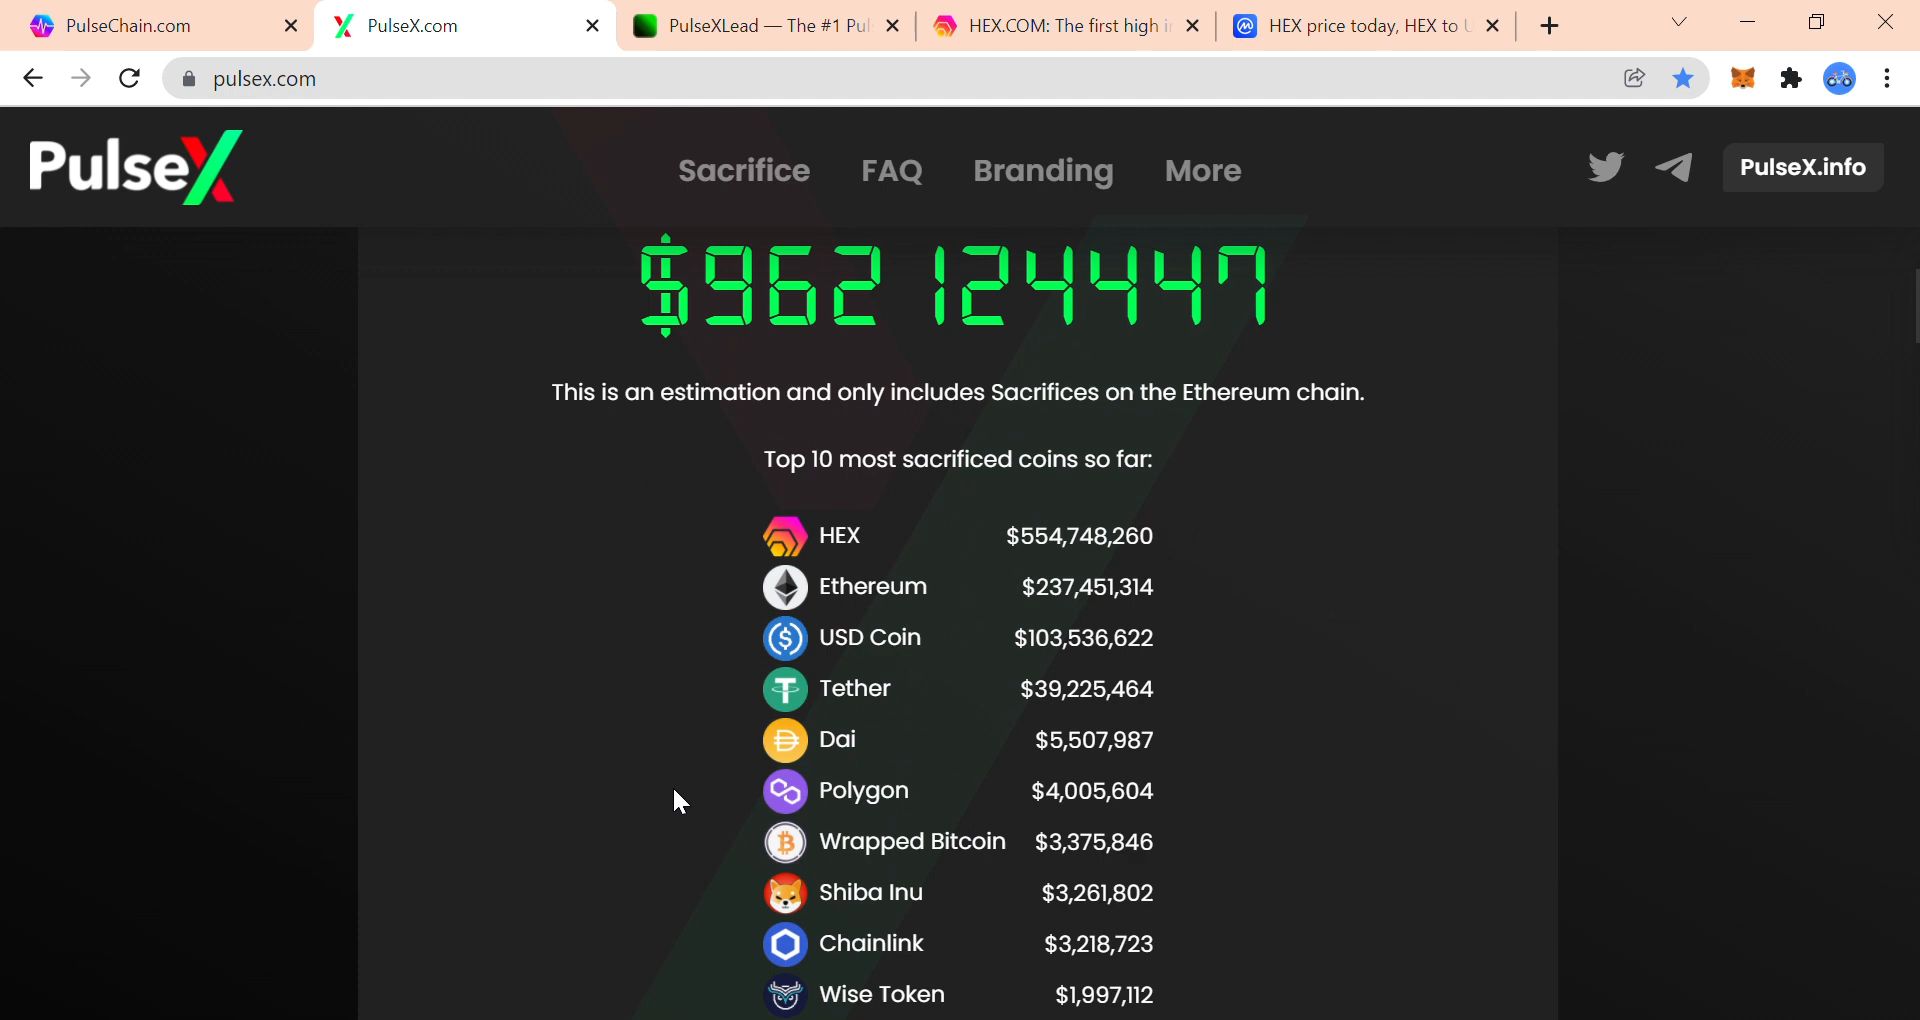 PulseChain.com
PulseX.com
PulseXLead — The #1 Pul
HEX.COM: The first high i
HEX price today, HEX to U
pulsex.com
PulseX
Sacrifice
FAQ
Branding
More
PulseX.info
$962 124447
This is an estimation and only includes Sacrifices on the Ethereum chain.
Top 10 most sacrificed coins so far:
HEX $554,748,260
Ethereum $237,451,314
USD Coin $103,536,622
Tether $39,225,464
Dai $5,507,987
Polygon $4,005,604
Wrapped Bitcoin $3,375,846
Shiba Inu $3,261,802
Chainlink $3,218,723
Wise Token $1,997,112